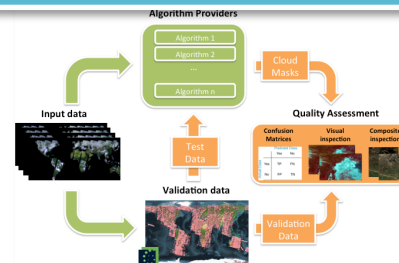 Algorithm Providers
Algorithm 1
Algorithm 2
...
Algorithm n
Cloud
Masks
Input data
Quality Assessment
Confusion
Matrices
Visual
inspection
Composite
inspection
Test
Data
Validation data
Validation
Data